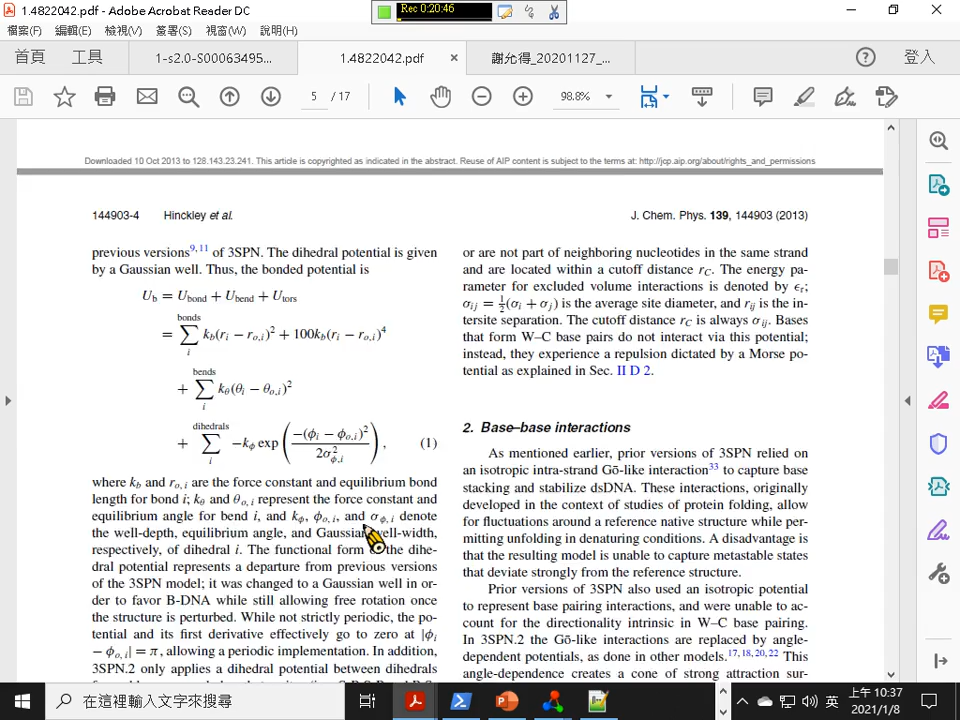 1.4822042.pdf - Adobe Acrobat Reader DC
Rec 0:20:46
檔案(F) 編輯(E) 檢視(V) 簽署(S) 視窗(W) 說明(H)
首頁 工具 1-s2.0-S00063495... 1.4822042.pdf × 謝允得_20201127_... 登入
5 / 17 98.8%
Downloaded 10 Oct 2013 to 128.143.23.241. This article is copyrighted as indicated in the abstract. Reuse of AIP content is subject to the terms at: http://jcp.aip.org/about/rights_and_permissions
144903-4 Hinckley et al.
J. Chem. Phys. 139, 144903 (2013)
previous versions9,11 of 3SPN. The dihedral potential is given
by a Gaussian well. Thus, the bonded potential is
Ub = Ubond + Ubend + Utors
bonds
= ∑ kb(ri − ro,i)² + 100kb(ri − ro,i)⁴
i
bends
+ ∑ kθ(θi − θo,i)²
i
dihedrals
+ ∑ −kϕ exp ( −(ϕi − ϕo,i)² / 2σ²ϕ,i ) , (1)
i
where kb and ro, i are the force constant and equilibrium bond
length for bond i; kθ and θo, i represent the force constant and
equilibrium angle for bend i, and kϕ, ϕo, i, and σϕ, i denote
the well-depth, equilibrium angle, and Gaussian well-width,
respectively, of dihedral i. The functional form of the dihe-
dral potential represents a departure from previous versions
of the 3SPN model; it was changed to a Gaussian well in or-
der to favor B-DNA while still allowing free rotation once
the structure is perturbed. While not strictly periodic, the po-
tential and its first derivative effectively go to zero at |ϕi
− ϕo, i| = π, allowing a periodic implementation. In addition,
3SPN.2 only applies a dihedral potential between dihedrals
or are not part of neighboring nucleotides in the same strand
and are located within a cutoff distance rC. The energy pa-
rameter for excluded volume interactions is denoted by ϵr;
σij = ½(σi + σj) is the average site diameter, and rij is the in-
tersite separation. The cutoff distance rC is always σij. Bases
that form W–C base pairs do not interact via this potential;
instead, they experience a repulsion dictated by a Morse po-
tential as explained in Sec. II D 2.
2. Base–base interactions
As mentioned earlier, prior versions of 3SPN relied on
an isotropic intra-strand Gō-like interaction33 to capture base
stacking and stabilize dsDNA. These interactions, originally
developed in the context of studies of protein folding, allow
for fluctuations around a reference native structure while per-
mitting unfolding in denaturing conditions. A disadvantage is
that the resulting model is unable to capture metastable states
that deviate strongly from the reference structure.
Prior versions of 3SPN also used an isotropic potential
to represent base pairing interactions, and were unable to ac-
count for the directionality intrinsic in W–C base pairing.
In 3SPN.2 the Gō-like interactions are replaced by angle-
dependent potentials, as done in other models.17,18,20,22 This
angle-dependence creates a cone of strong attraction sur-
在這裡輸入文字來搜尋
英
上午 10:37
2021/1/8